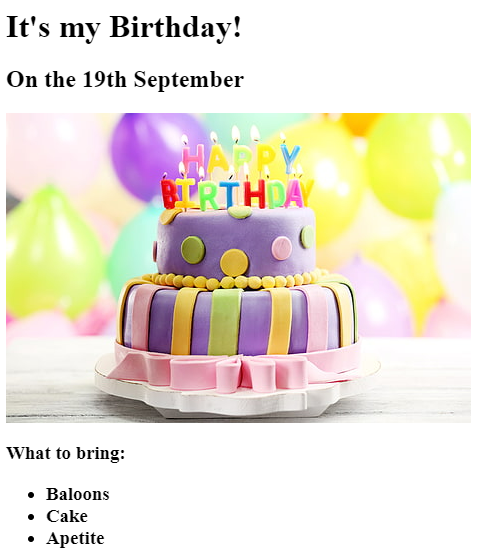 It's my Birthday!
On the 19th September
HAPPY
BIRTHDAY
What to bring:
Baloons
Cake
Apetite